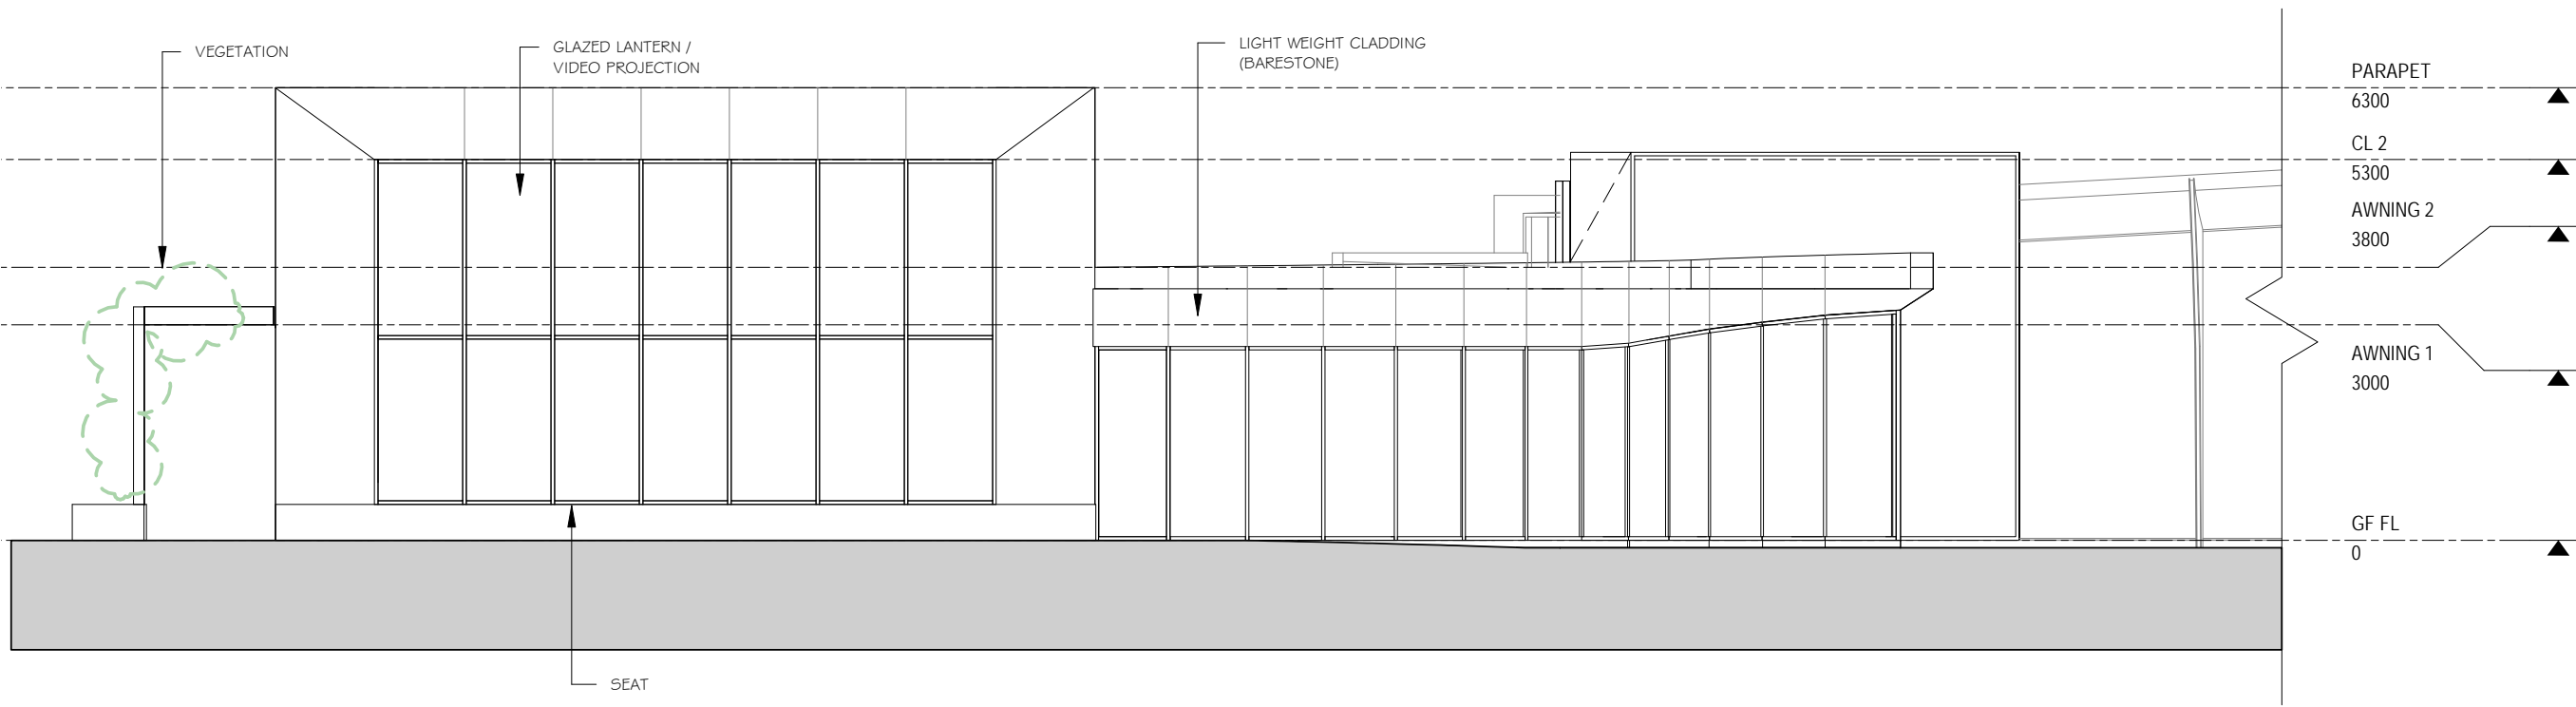 VEGETATION
GLAZED LANTERN /
VIDEO PROJECTION
LIGHT WEIGHT CLADDING
(BARESTONE)
PARAPET
6300
CL 2
5300
AWNING 2
3800
AWNING 1
3000
GF FL
0
SEAT